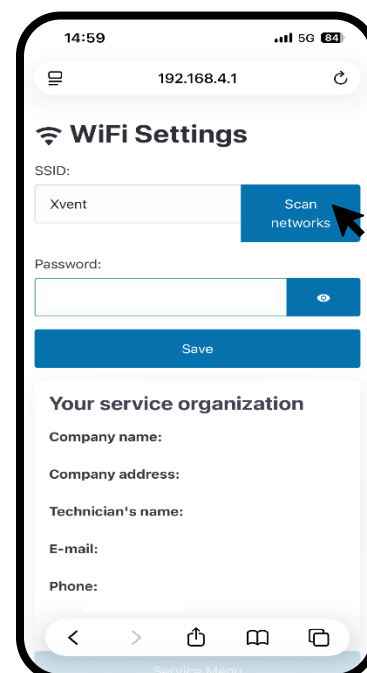 14:59 5G 84
192.168.4.1
WiFi Settings
SSID:
Xvent
Scan
networks
Password:
Save
Your service organization
Company name:
Company address:
Technician's name:
E-mail:
Phone:
Service Menu